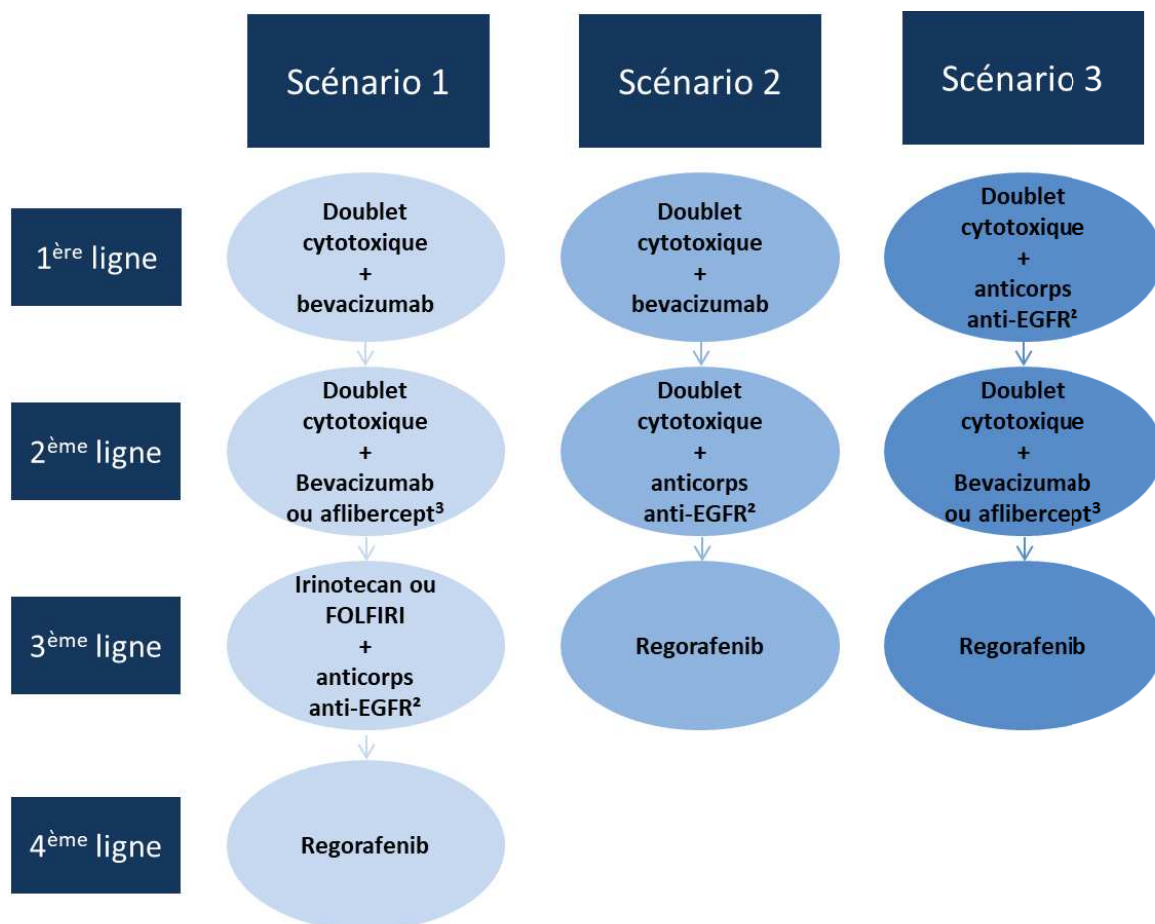 Scénario 1
Scénario 2
Scénario 3
1ère ligne
Doublet
cytotoxique
+
bevacizumab
Doublet
cytotoxique
+
bevacizumab
Doublet
cytotoxique
+
anticorps
anti-EGFR²
2ème ligne
Doublet
cytotoxique
+
Bevacizumab
ou aflibercept³
Doublet
cytotoxique
+
anticorps
anti-EGFR²
Doublet
cytotoxique
+
Bevacizumab
ou aflibercept³
3ème ligne
Irinotecan ou
FOLFIRI
+
anticorps
anti-EGFR²
Regorafenib
Regorafenib
4ème ligne
Regorafenib